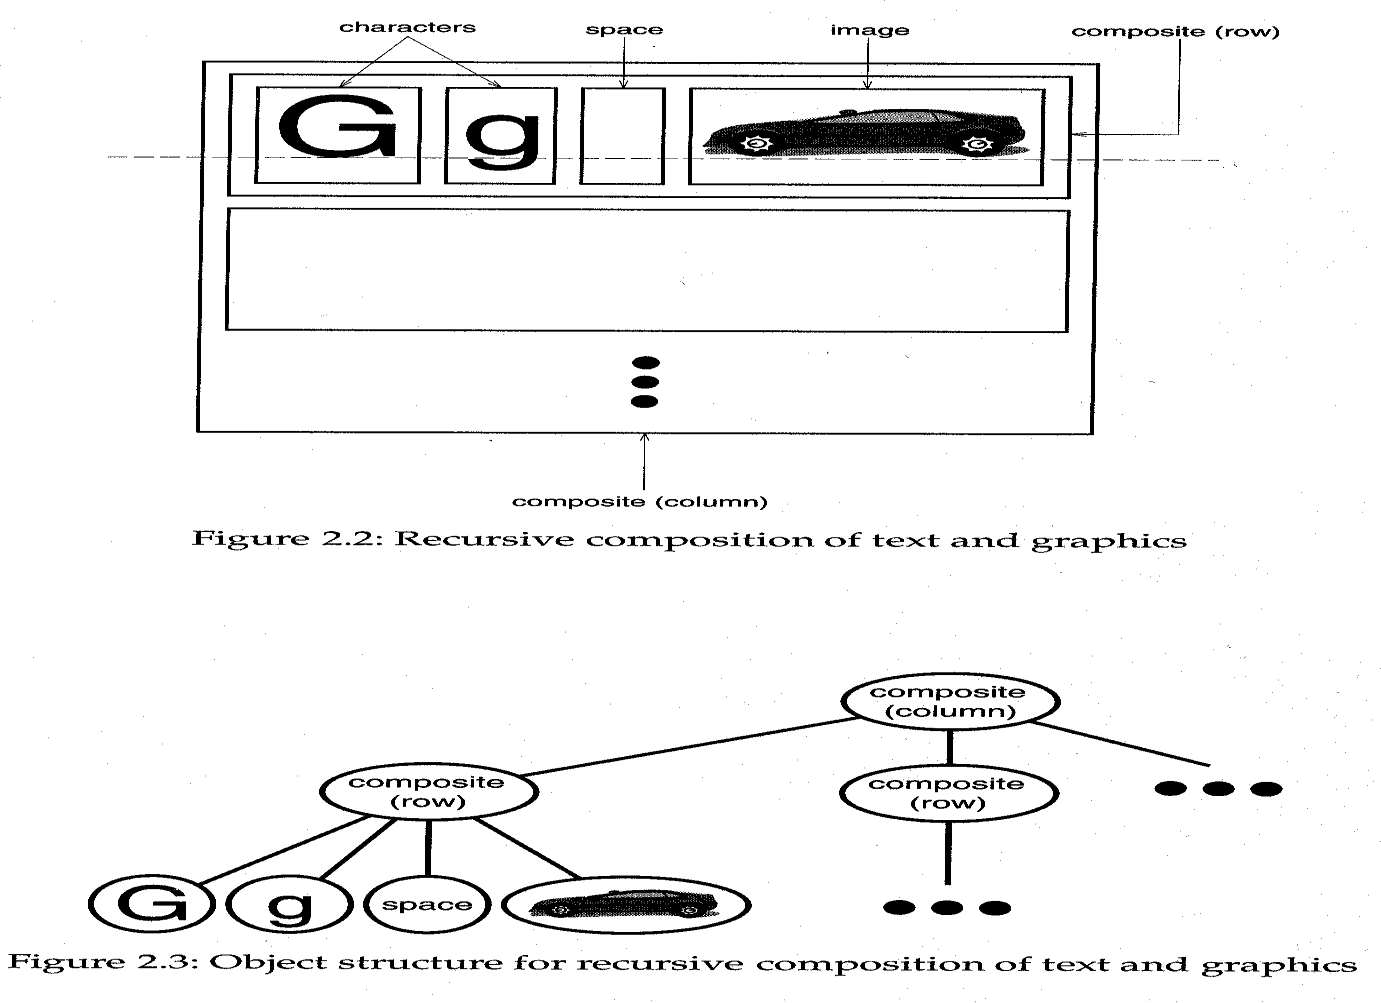 characters space image composite (row)
G g
composite (column)
Figure 2.2: Recursive composition of text and graphics
composite
(column)
composite
(row)
composite
(row)
G g space
Figure 2.3: Object structure for recursive composition of text and graphics